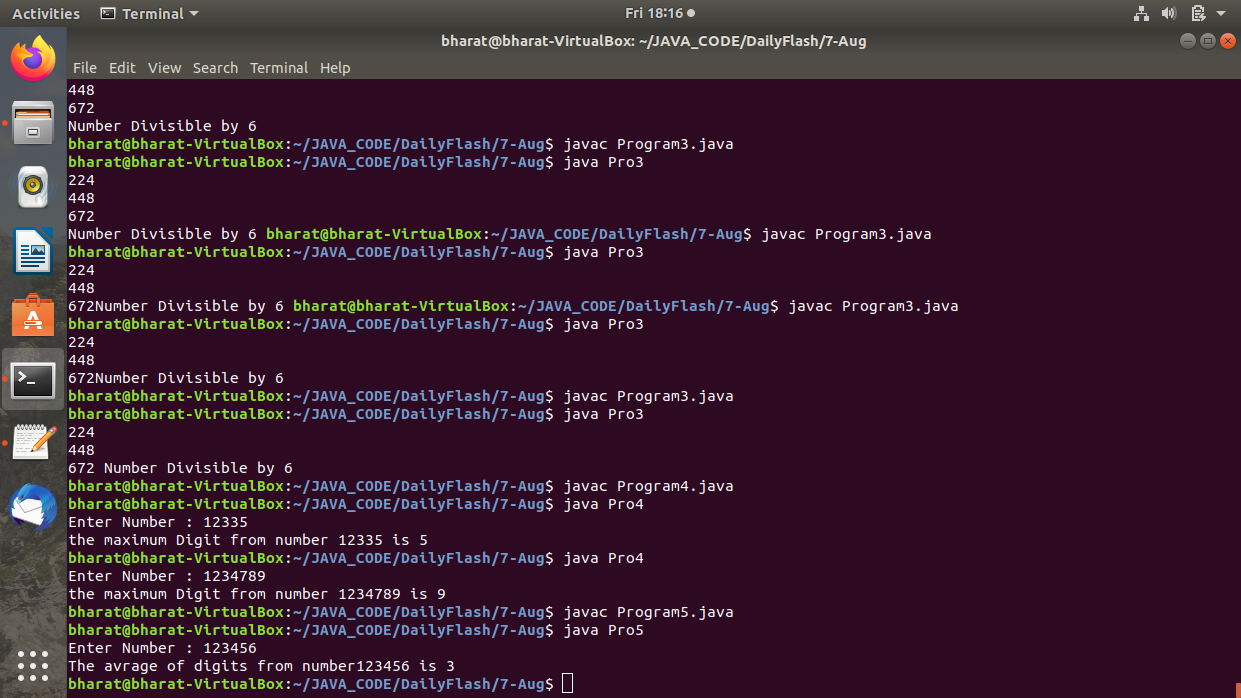 Activities Terminal Fri 18:16
bharat@bharat-VirtualBox: ~/JAVA_CODE/DailyFlash/7-Aug
File Edit View Search Terminal Help
448
672
Number Divisible by 6
bharat@bharat-VirtualBox:~/JAVA_CODE/DailyFlash/7-Aug$ javac Program3.java
bharat@bharat-VirtualBox:~/JAVA_CODE/DailyFlash/7-Aug$ java Pro3
224
448
672
Number Divisible by 6 bharat@bharat-VirtualBox:~/JAVA_CODE/DailyFlash/7-Aug$ javac Program3.java
bharat@bharat-VirtualBox:~/JAVA_CODE/DailyFlash/7-Aug$ java Pro3
224
448
672Number Divisible by 6 bharat@bharat-VirtualBox:~/JAVA_CODE/DailyFlash/7-Aug$ javac Program3.java
bharat@bharat-VirtualBox:~/JAVA_CODE/DailyFlash/7-Aug$ java Pro3
224
448
672Number Divisible by 6
bharat@bharat-VirtualBox:~/JAVA_CODE/DailyFlash/7-Aug$ javac Program3.java
bharat@bharat-VirtualBox:~/JAVA_CODE/DailyFlash/7-Aug$ java Pro3
224
448
672 Number Divisible by 6
bharat@bharat-VirtualBox:~/JAVA_CODE/DailyFlash/7-Aug$ javac Program4.java
bharat@bharat-VirtualBox:~/JAVA_CODE/DailyFlash/7-Aug$ java Pro4
Enter Number : 12335
the maximum Digit from number 12335 is 5
bharat@bharat-VirtualBox:~/JAVA_CODE/DailyFlash/7-Aug$ java Pro4
Enter Number : 1234789
the maximum Digit from number 1234789 is 9
bharat@bharat-VirtualBox:~/JAVA_CODE/DailyFlash/7-Aug$ javac Program5.java
bharat@bharat-VirtualBox:~/JAVA_CODE/DailyFlash/7-Aug$ java Pro5
Enter Number : 123456
The avrage of digits from number123456 is 3
bharat@bharat-VirtualBox:~/JAVA_CODE/DailyFlash/7-Aug$